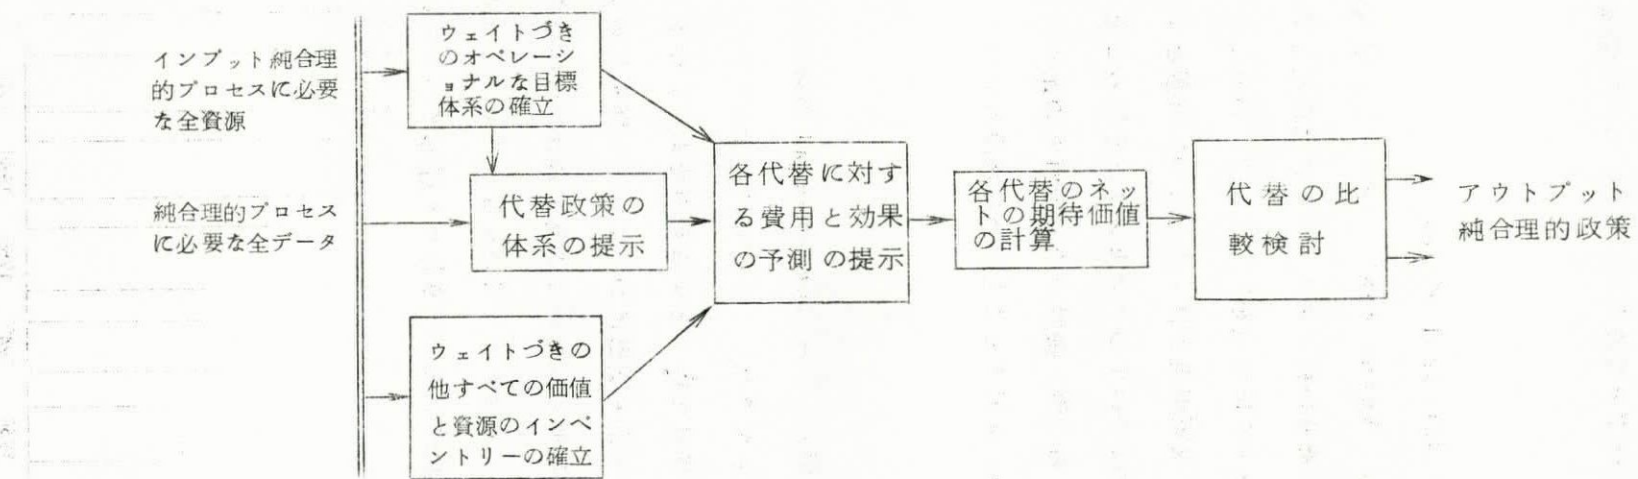 インプット純合理
的プロセスに必要
な全資源
純合理的プロセス
に必要な全データ
ウェイトづき
のオペレーシ
ョナルな目標
体系の確立
代替政策の
体系の提示
ウェイトづきの
他すべての価値
と資源のインベ
ントリーの確立
各代替に対す
る費用と効果
の予測の提示
各代替のネッ
トの期待価値
の計算
代替の比
較検討
アウトプット
純合理的政策